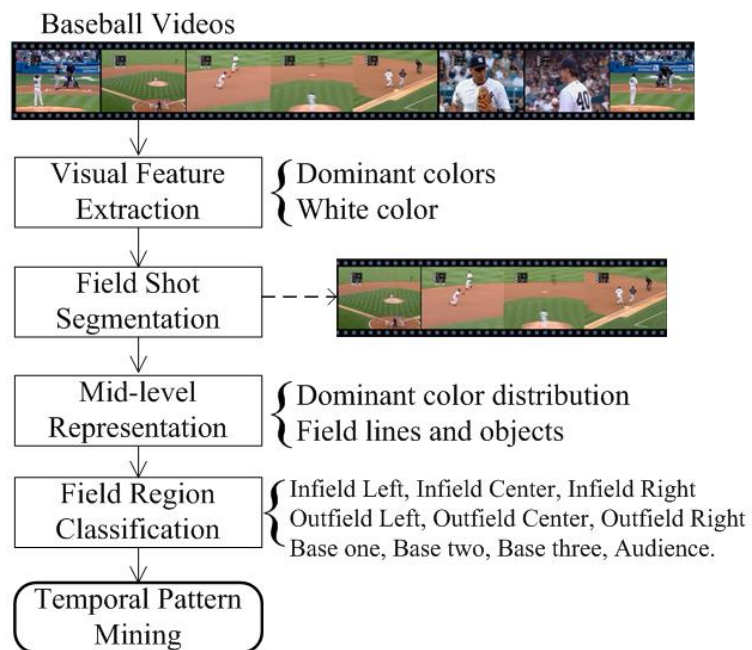 Baseball Videos
40
Visual Feature
Extraction
Dominant colors
White color
Field Shot
Segmentation
Mid-level
Representation
Dominant color distribution
Field lines and objects
Field Region
Classification
Infield Left, Infield Center, Infield Right
Outfield Left, Outfield Center, Outfield Right
Base one, Base two, Base three, Audience.
Temporal Pattern
Mining